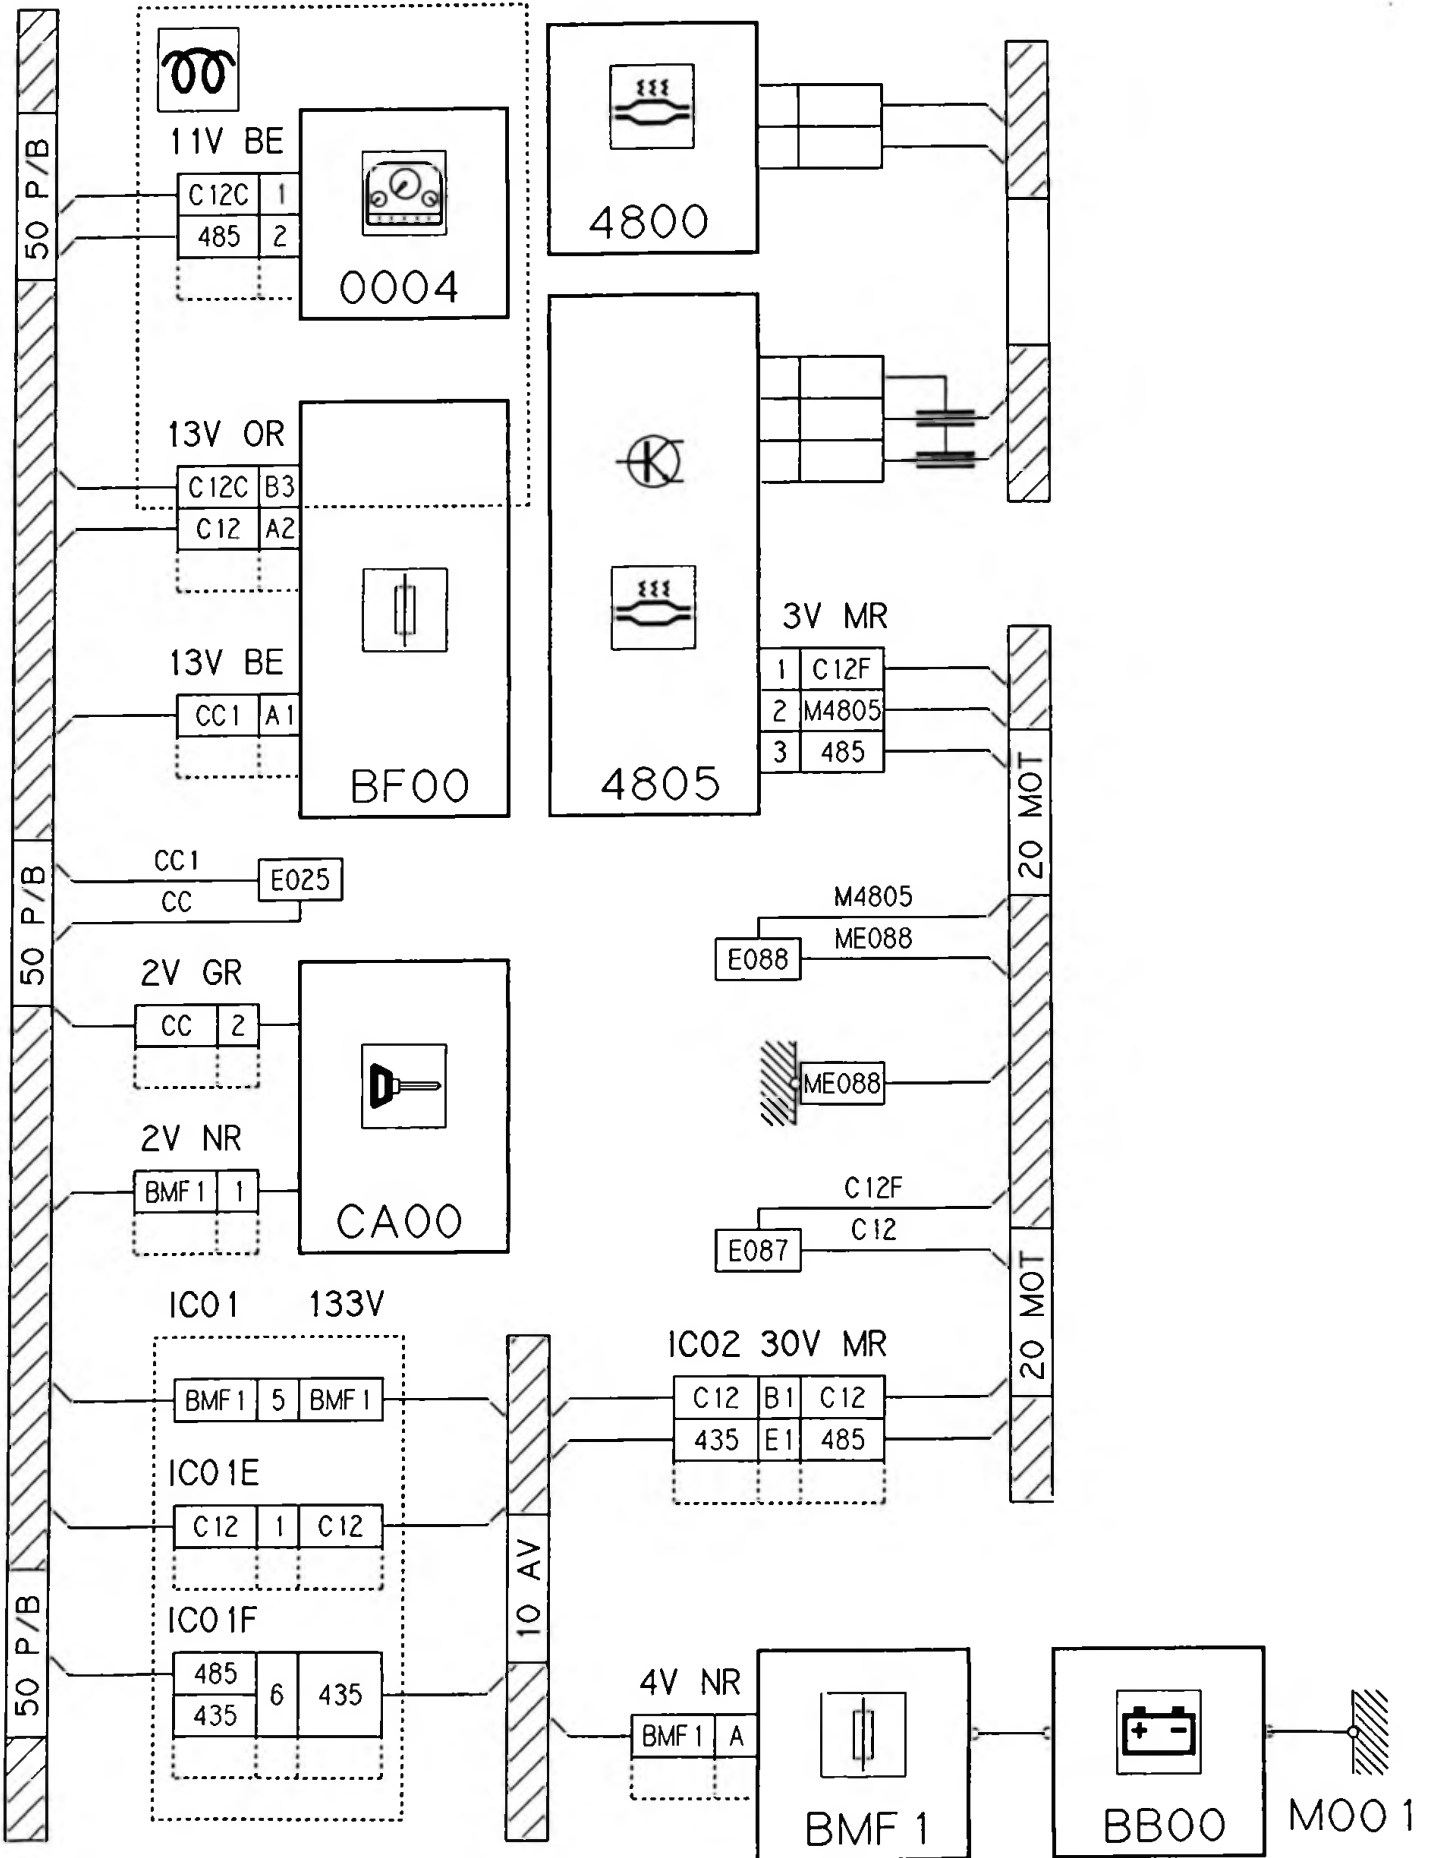 50 P/B
11V BE
C12C 1
485 2
0004
4800
13V OR
C12C B3
C12 A2
13V BE
CC1 A1
BF00
4805
3V MR
1 C12F
2 M4805
3 485
20 MOT
50 P/B
CC1
E025
CC
M4805
E088
ME088
2V GR
CC 2
ME088
2V NR
BMF1 1
CA00
C12F
E087
C12
20 MOT
IC01 133V
BMF1 5 BMF1
IC02 30V MR
C12 B1 C12
435 E1 485
IC01E
C12 1 C12
10 AV
IC01F
485
435
6
435
50 P/B
4V NR
BMF1 A
BMF1
+ -
BB00
M001